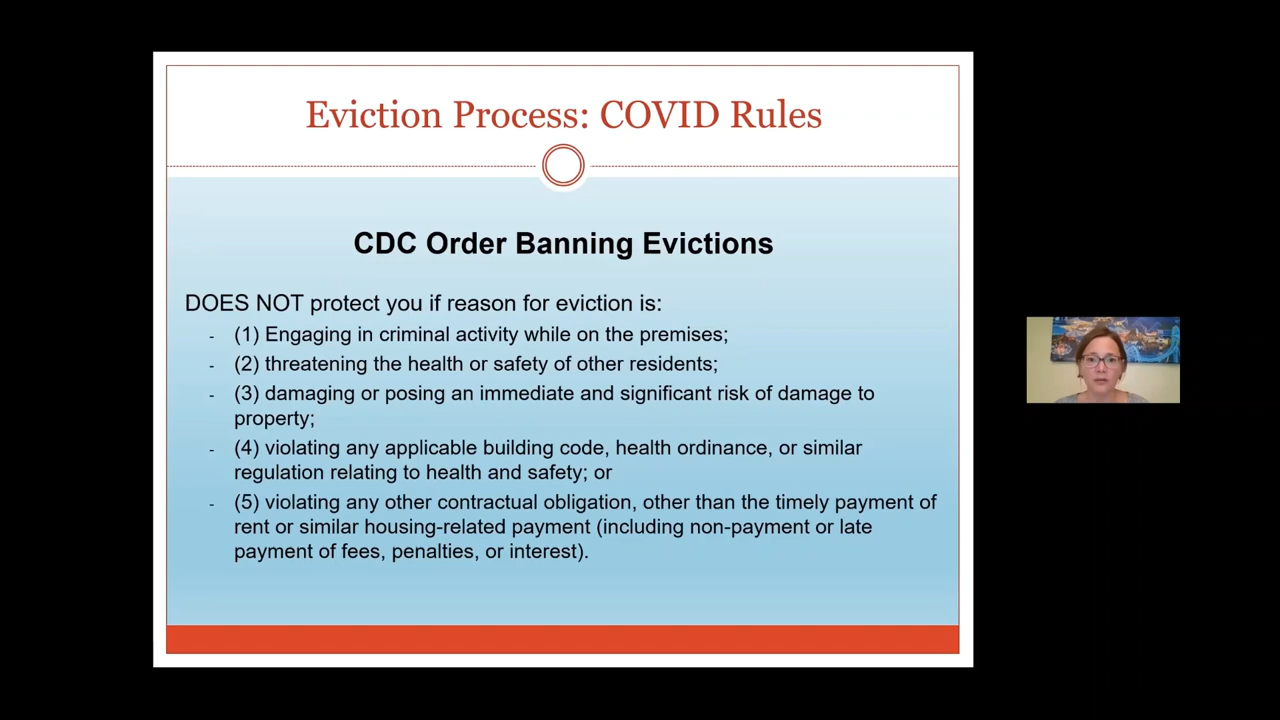 Eviction Process: COVID Rules
CDC Order Banning Evictions
DOES NOT protect you if reason for eviction is:
- (1) Engaging in criminal activity while on the premises;
- (2) threatening the health or safety of other residents;
- (3) damaging or posing an immediate and significant risk of damage to
property;
- (4) violating any applicable building code, health ordinance, or similar
regulation relating to health and safety; or
- (5) violating any other contractual obligation, other than the timely payment of
rent or similar housing-related payment (including non-payment or late
payment of fees, penalties, or interest).